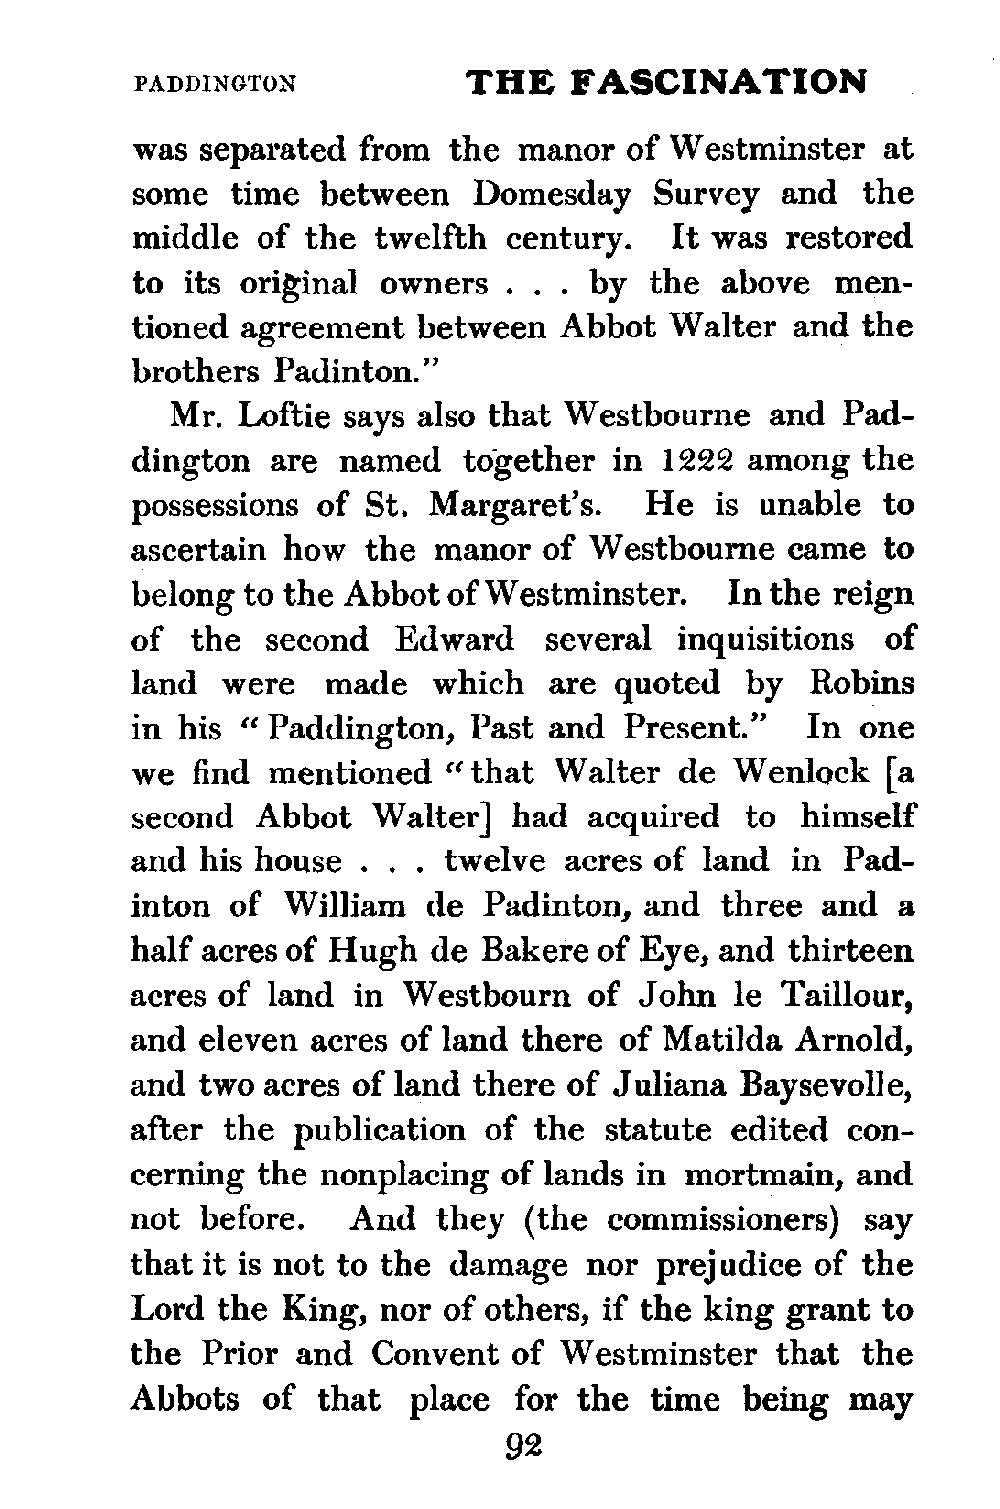 PADDINGTON THE FASCINATION
was separated from the manor of Westminster at
some time between Domesday Survey and the
middle of the twelfth century. It was restored
to its original owners . . . by the above men-
tioned agreement between Abbot Walter and the
brothers Padinton."
Mr. Loftie says also that Westbourne and Pad-
dington are named together in 1222 among the
possessions of St. Margaret's. He is unable to
ascertain how the manor of Westbourne came to
belong to the Abbot of Westminster. In the reign
of the second Edward several inquisitions of
land were made which are quoted by Robins
in his "Paddington, Past and Present." In one
we find mentioned "that Walter de Wenlock [a
second Abbot Walter] had acquired to himself
and his house . . . twelve acres of land in Pad-
inton of William de Padinton, and three and a
half acres of Hugh de Bakere of Eye, and thirteen
acres of land in Westbourn of John le Taillour,
and eleven acres of land there of Matilda Arnold,
and two acres of land there of Juliana Baysevolle,
after the publication of the statute edited con-
cerning the nonplacing of lands in mortmain, and
not before. And they (the commissioners) say
that it is not to the damage nor prejudice of the
Lord the King, nor of others, if the king grant to
the Prior and Convent of Westminster that the
Abbots of that place for the time being may
92